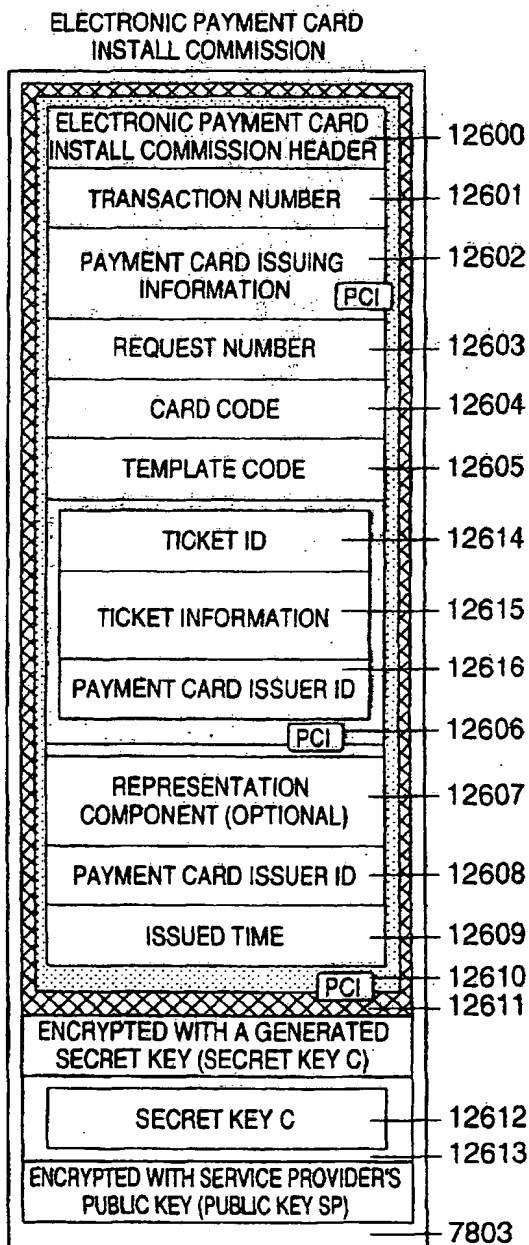 ELECTRONIC PAYMENT CARD
INSTALL COMMISSION
ELECTRONIC PAYMENT CARD
INSTALL COMMISSION HEADER
12600
TRANSACTION NUMBER
12601
PAYMENT CARD ISSUING
INFORMATION
12602
PCI
REQUEST NUMBER
12603
CARD CODE
12604
TEMPLATE CODE
12605
TICKET ID
12614
TICKET INFORMATION
12615
12616
PAYMENT CARD ISSUER ID
PCI
12606
REPRESENTATION
COMPONENT (OPTIONAL)
12607
PAYMENT CARD ISSUER ID
12608
ISSUED TIME
12609
PCI
12610
12611
ENCRYPTED WITH A GENERATED
SECRET KEY (SECRET KEY C)
SECRET KEY C
12612
12613
ENCRYPTED WITH SERVICE PROVIDER'S
PUBLIC KEY (PUBLIC KEY SP)
7803